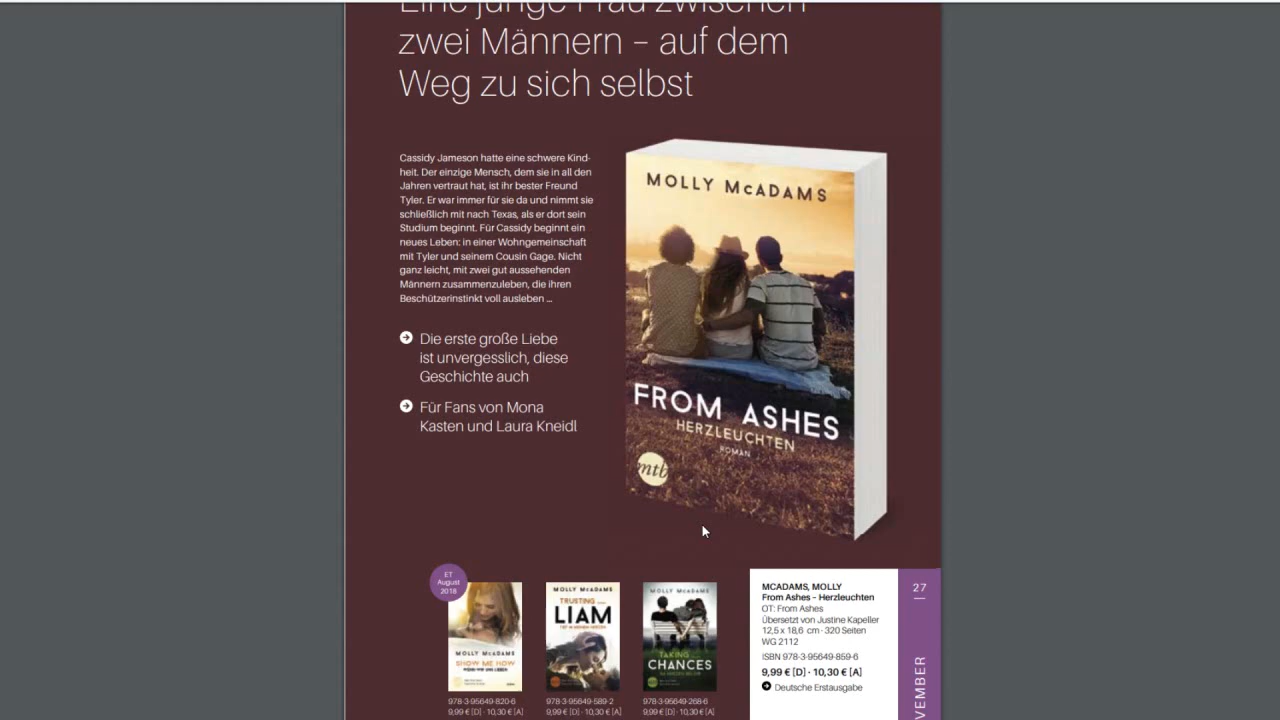 Eine junge Frau zwischen
zwei Männern – auf dem
Weg zu sich selbst
Cassidy Jameson hatte eine schwere Kind-
heit. Der einzige Mensch, dem sie in all den
Jahren vertraut hat, ist ihr bester Freund
Tyler. Er war immer für sie da und nimmt sie
schließlich mit nach Texas, als er dort sein
Studium beginnt. Für Cassidy beginnt ein
neues Leben: in einer Wohngemeinschaft
mit Tyler und seinem Cousin Gage. Nicht
ganz leicht, mit zwei gut aussehenden
Männern zusammenzuleben, die ihren
Beschützerinstinkt voll ausleben ...
Die erste große Liebe
ist unvergesslich, diese
Geschichte auch
Für Fans von Mona
Kasten und Laura Kneidl
MOLLY McADAMS
FROM ASHES
HERZLEUCHTEN
ROMAN
mtb
ET
August
2018
MOLLY McADAMS
SHOW ME HOW
978-3-95649-820-6
9,99 € [D] · 10,30 € [A]
MOLLY McADAMS
TRUSTING
LIAM
978-3-95649-589-2
9,99 € [D] · 10,30 € [A]
MOLLY McADAMS
TAKING
CHANCES
978-3-95649-268-6
9,99 € [D] · 10,30 € [A]
MCADAMS, MOLLY
From Ashes – Herzleuchten
OT: From Ashes
Übersetzt von Justine Kapeller
12,5 x 18,6 cm · 320 Seiten
WG 2112
ISBN 978-3-95649-859-6
9,99 € [D] · 10,30 € [A]
Deutsche Erstausgabe
27
VEMBER